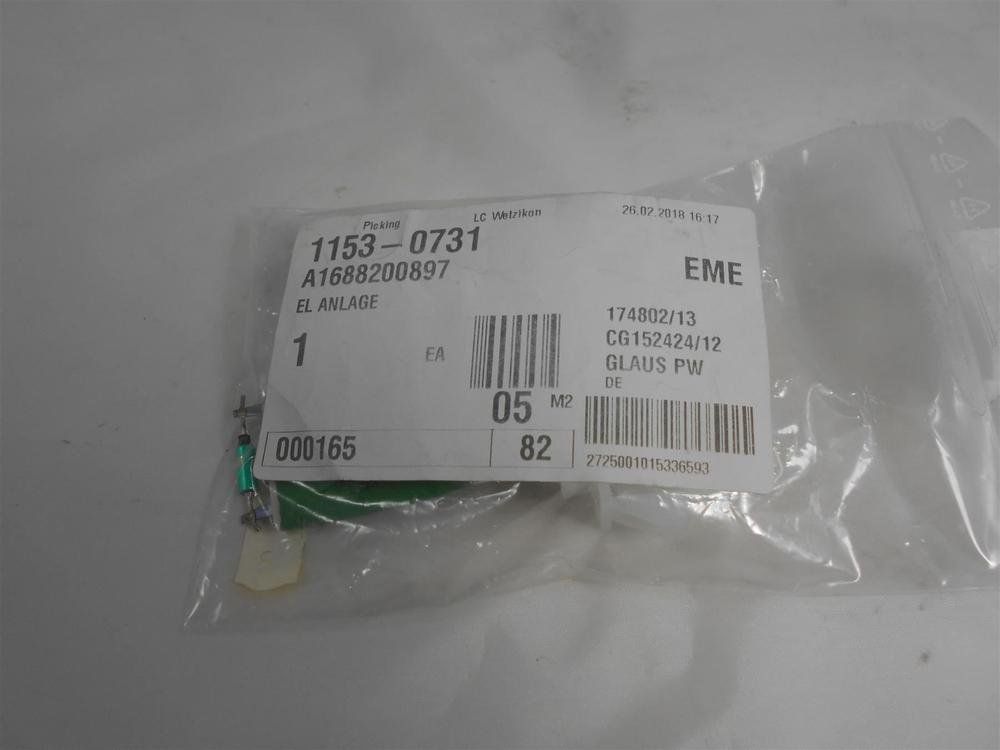 Picking LC Wetzikon 26.02.2018 16:17
1153-0731
A1688200897 EME
EL ANLAGE
174802/13
1 EA CG152424/12
GLAUS PW
DE
05 M2
000165 82
2725001015336593